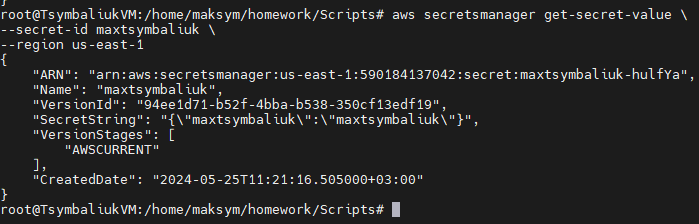 root@TsymbaliukVM:/home/maksym/homework/Scripts# aws secretsmanager get-secret-value \
--secret-id maxtsymbaliuk \
--region us-east-1
{
    "ARN": "arn:aws:secretsmanager:us-east-1:590184137042:secret:maxtsymbaliuk-hulfYa",
    "Name": "maxtsymbaliuk",
    "VersionId": "94ee1d71-b52f-4bba-b538-350cf13edf19",
    "SecretString": "{\"maxtsymbaliuk\":\"maxtsymbaliuk\"}",
    "VersionStages": [
        "AWSCURRENT"
    ],
    "CreatedDate": "2024-05-25T11:21:16.505000+03:00"
}
root@TsymbaliukVM:/home/maksym/homework/Scripts#